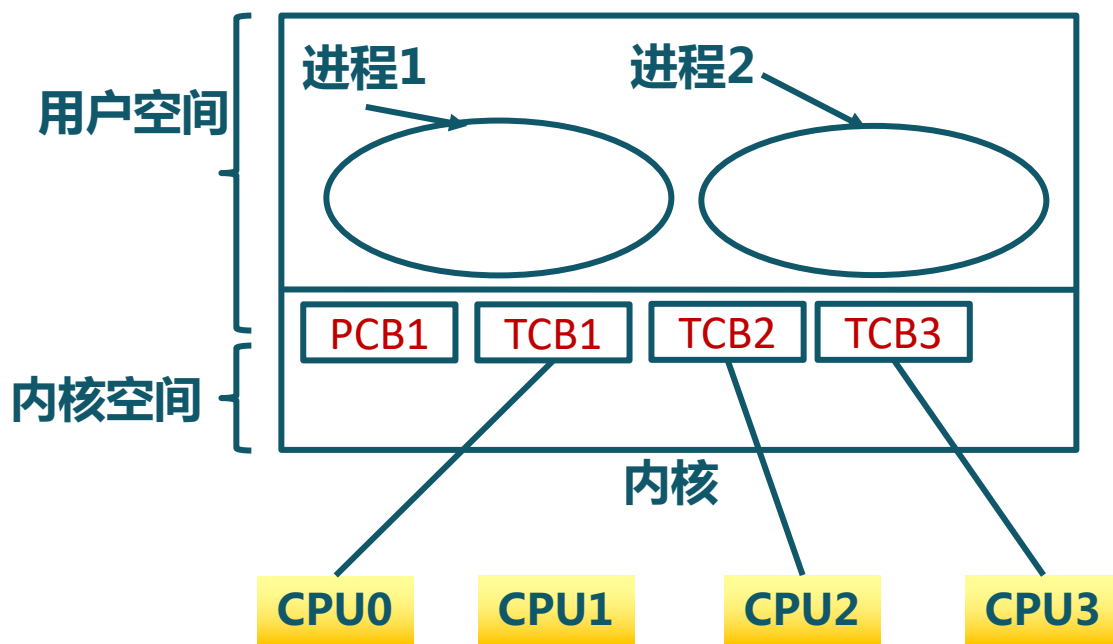 进程1
进程2
用户空间
PCB1
TCB1
TCB2
TCB3
内核空间
内核
CPU0
CPU1
CPU2
CPU3